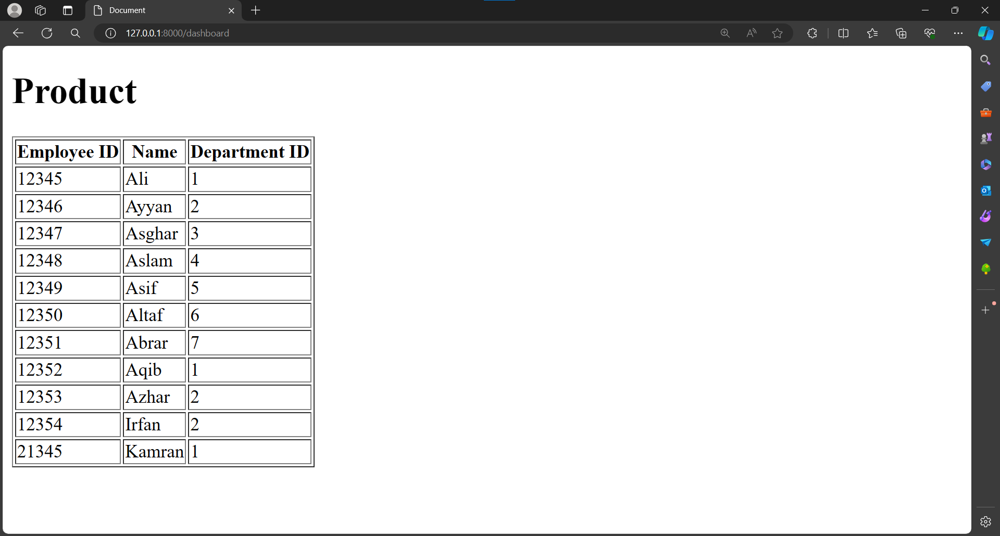 Document
127.0.0.1:8000/dashboard
Product
Employee ID Name Department ID
12345 Ali 1
12346 Ayyan 2
12347 Asghar 3
12348 Aslam 4
12349 Asif 5
12350 Altaf 6
12351 Abrar 7
12352 Aqib 1
12353 Azhar 2
12354 Irfan 2
21345 Kamran 1